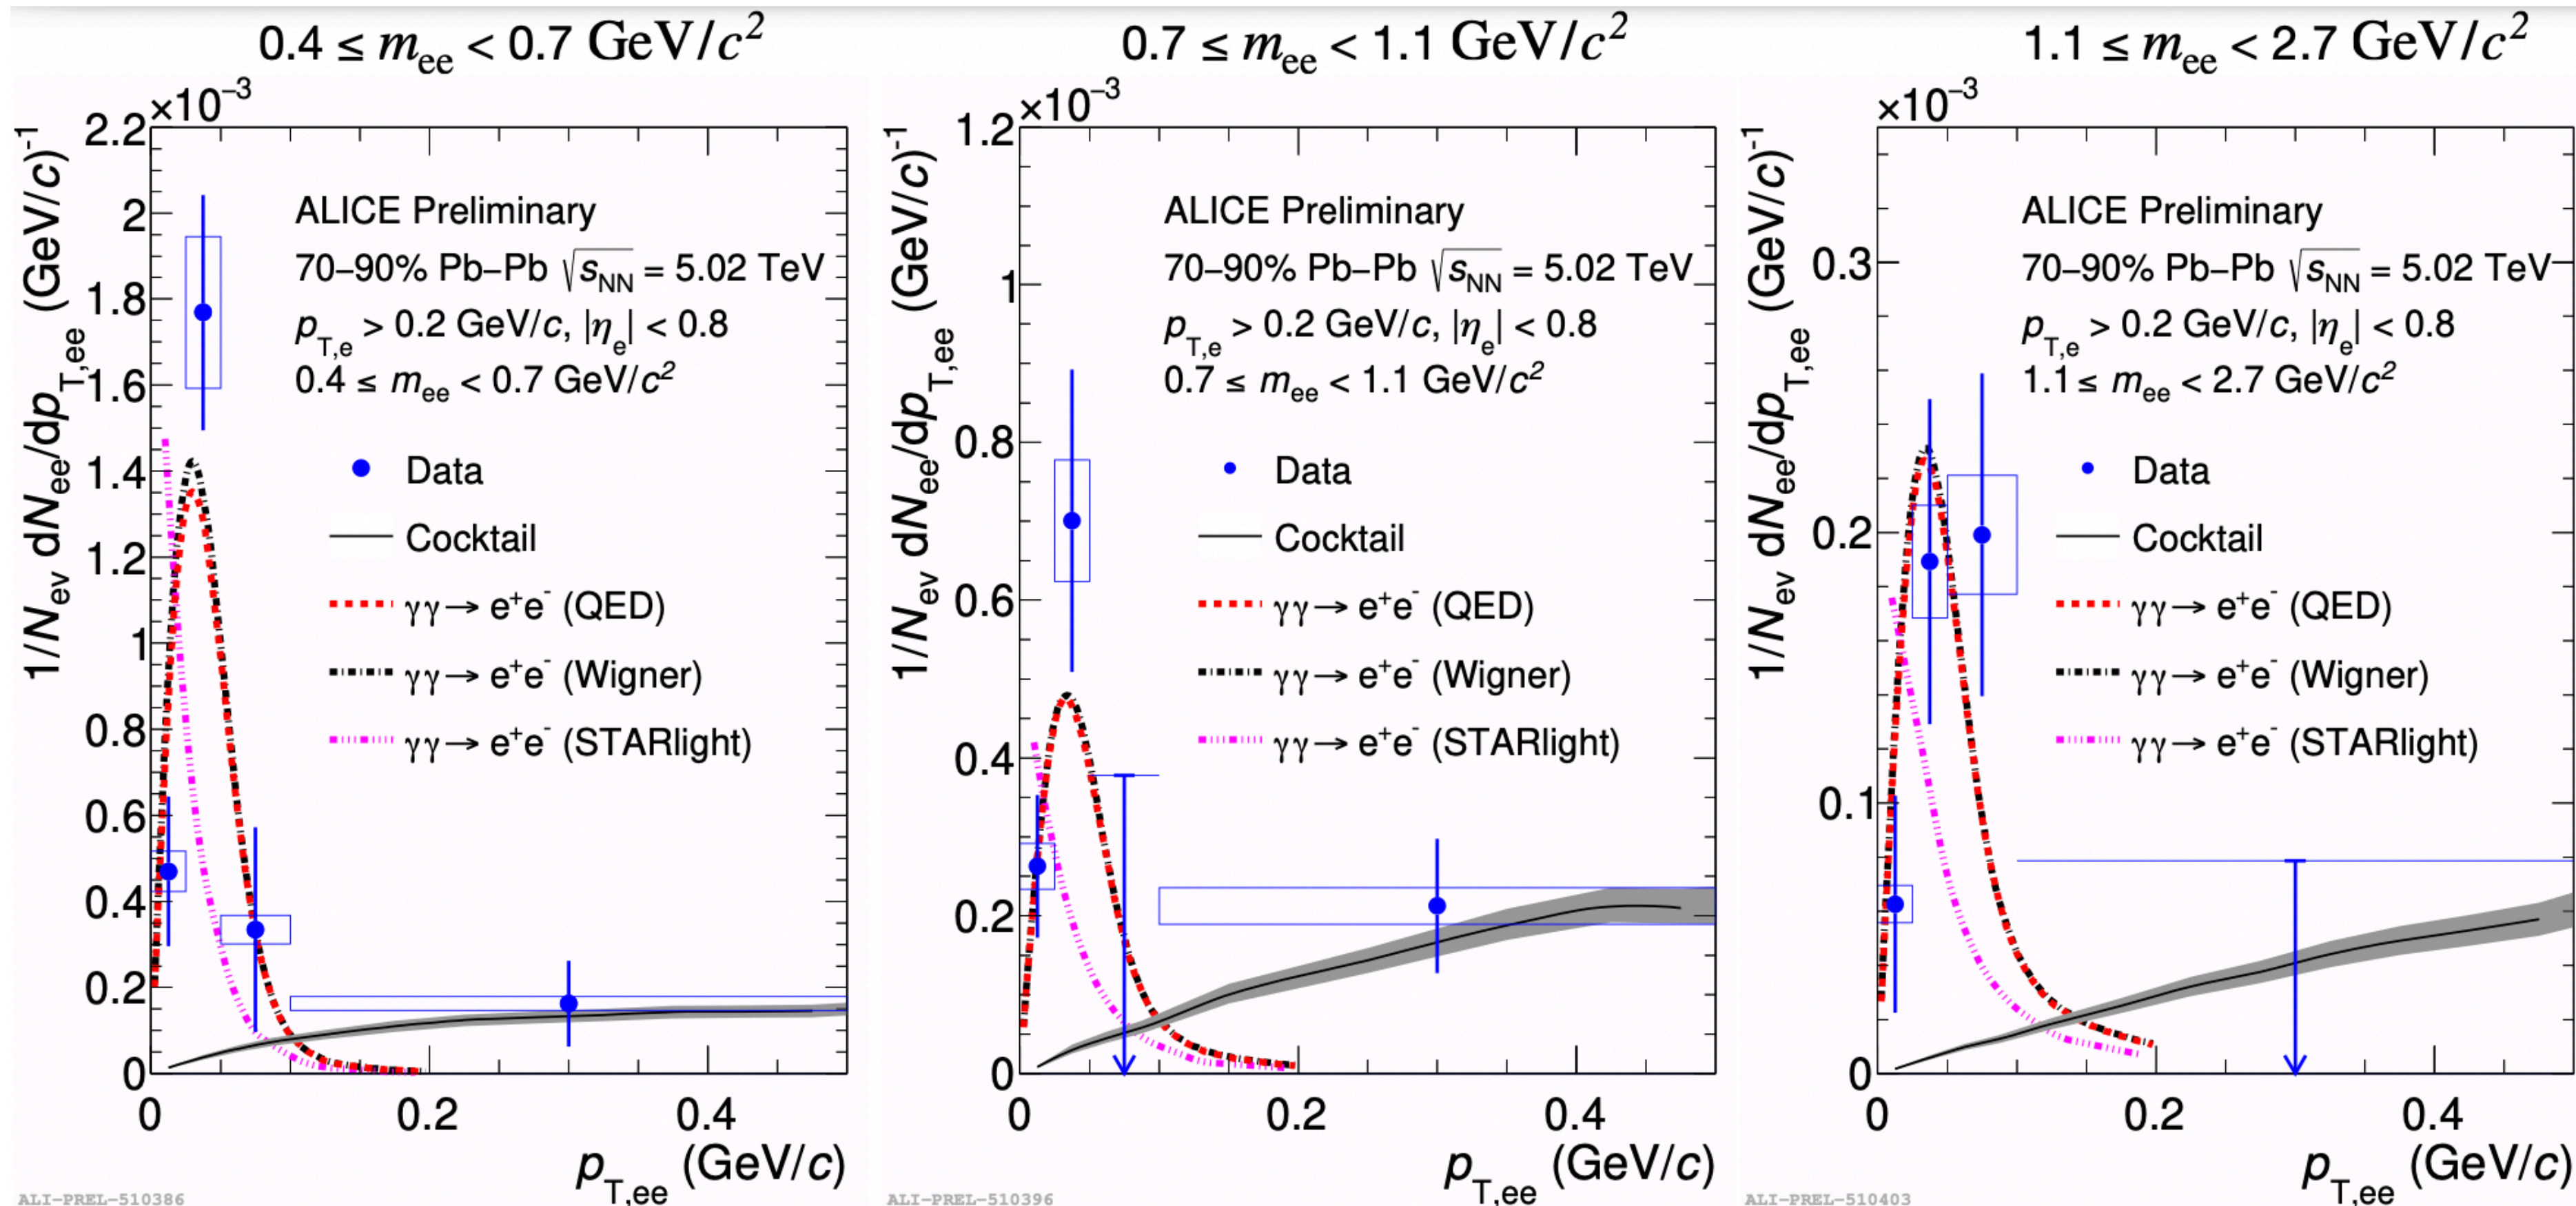 0.4 ≤ m_ee < 0.7 GeV/c²
×10⁻³
1/N_ev dN_ee/dp_T,ee (GeV/c)⁻¹
2.2
2
1.8
1.6
1.4
1.2
1
0.8
0.6
0.4
0.2
0
ALICE Preliminary
70–90% Pb–Pb √s_NN = 5.02 TeV
p_T,e > 0.2 GeV/c, |η_e| < 0.8
0.4 ≤ m_ee < 0.7 GeV/c²
Data
Cocktail
γγ→ e⁺e⁻ (QED)
γγ→ e⁺e⁻ (Wigner)
γγ→ e⁺e⁻ (STARlight)
0 0.2 0.4
p_T,ee (GeV/c)
ALI-PREL-510386
0.7 ≤ m_ee < 1.1 GeV/c²
×10⁻³
1/N_ev dN_ee/dp_T,ee (GeV/c)⁻¹
1.2
1
0.8
0.6
0.4
0.2
0
ALICE Preliminary
70–90% Pb–Pb √s_NN = 5.02 TeV
p_T,e > 0.2 GeV/c, |η_e| < 0.8
0.7 ≤ m_ee < 1.1 GeV/c²
Data
Cocktail
γγ→ e⁺e⁻ (QED)
γγ→ e⁺e⁻ (Wigner)
γγ→ e⁺e⁻ (STARlight)
0 0.2 0.4
p_T,ee (GeV/c)
ALI-PREL-510396
1.1 ≤ m_ee < 2.7 GeV/c²
×10⁻³
1/N_ev dN_ee/dp_T,ee (GeV/c)⁻¹
0.3
0.2
0.1
0
ALICE Preliminary
70–90% Pb–Pb √s_NN = 5.02 TeV
p_T,e > 0.2 GeV/c, |η_e| < 0.8
1.1 ≤ m_ee < 2.7 GeV/c²
Data
Cocktail
γγ→ e⁺e⁻ (QED)
γγ→ e⁺e⁻ (Wigner)
γγ→ e⁺e⁻ (STARlight)
0 0.2 0.4
p_T,ee (GeV/c)
ALI-PREL-510403